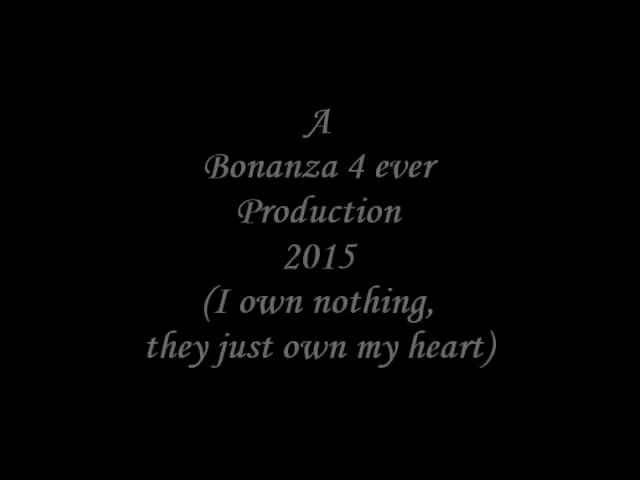 A
Bonanza 4 ever
Production
2015
(I own nothing,
they just own my heart)